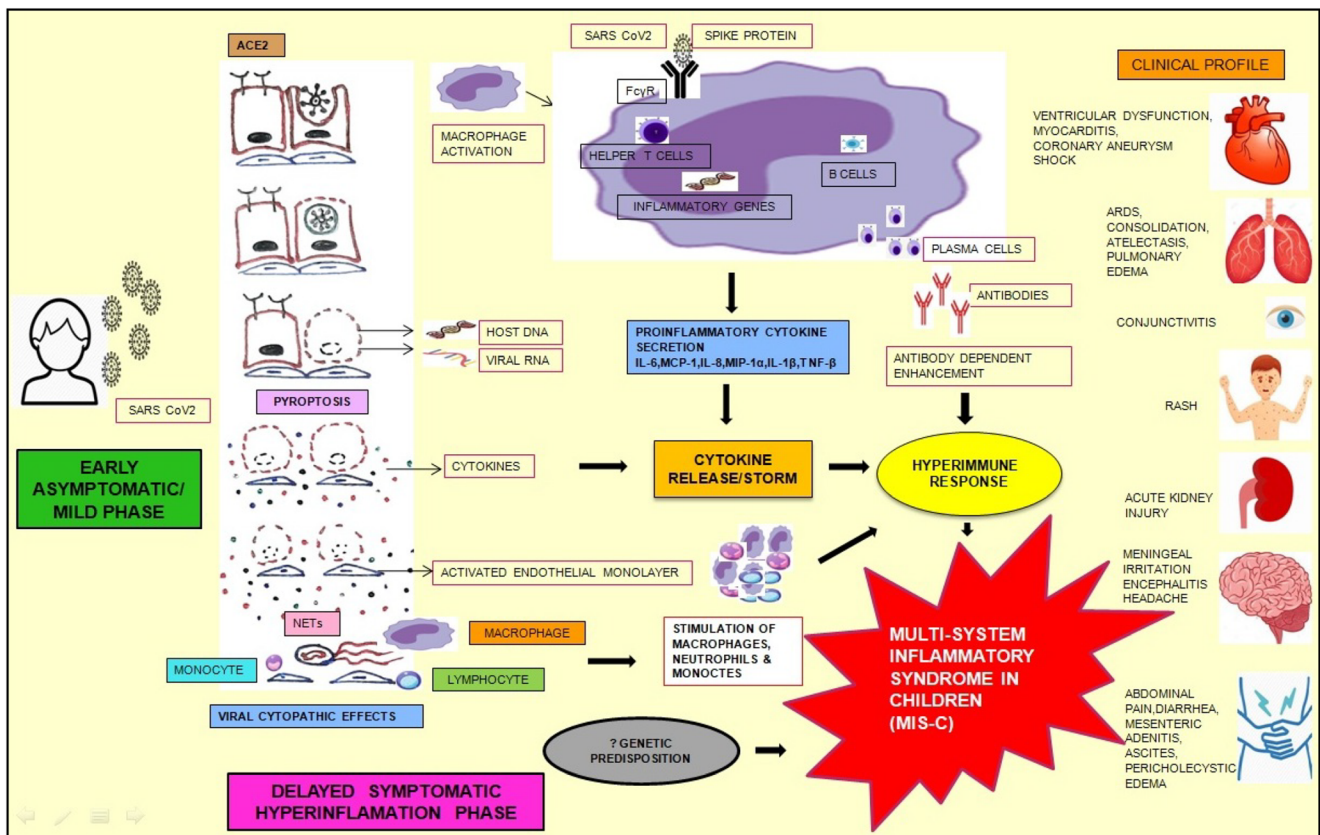 ACE2
SARS CoV2
SPIKE PROTEIN
CLINICAL PROFILE
FcγR
MACROPHAGE
ACTIVATION
HELPER T CELLS
B CELLS
INFLAMMATORY GENES
PLASMA CELLS
VENTRICULAR DYSFUNCTION,
MYOCARDITIS,
CORONARY ANEURYSM
SHOCK
ARDS,
CONSOLIDATION,
ATELECTASIS,
PULMONARY
EDEMA
ANTIBODIES
HOST DNA
VIRAL RNA
PROINFLAMMATORY CYTOKINE
SECRETION
IL-6,MCP-1,IL-8,MIP-1α,IL-1β,TNF-β
ANTIBODY DEPENDENT
ENHANCEMENT
CONJUNCTIVITIS
SARS CoV2
PYROPTOSIS
RASH
EARLY
ASYMPTOMATIC/
MILD PHASE
CYTOKINES
CYTOKINE
RELEASE/STORM
HYPERIMMUNE
RESPONSE
ACUTE KIDNEY
INJURY
ACTIVATED ENDOTHELIAL MONOLAYER
MENINGEAL
IRRITATION
ENCEPHALITIS
HEADACHE
NETs
MACROPHAGE
MONOCYTE
LYMPHOCYTE
STIMULATION OF
MACROPHAGES,
NEUTROPHILS &
MONOCTES
MULTI-SYSTEM
INFLAMMATORY
SYNDROME IN
CHILDREN
(MIS-C)
VIRAL CYTOPATHIC EFFECTS
ABDOMINAL
PAIN,DIARRHEA,
MESENTERIC
ADENITIS,
ASCITES,
PERICHOLECYSTIC
EDEMA
? GENETIC
PREDISPOSITION
DELAYED SYMPTOMATIC
HYPERINFLAMATION PHASE